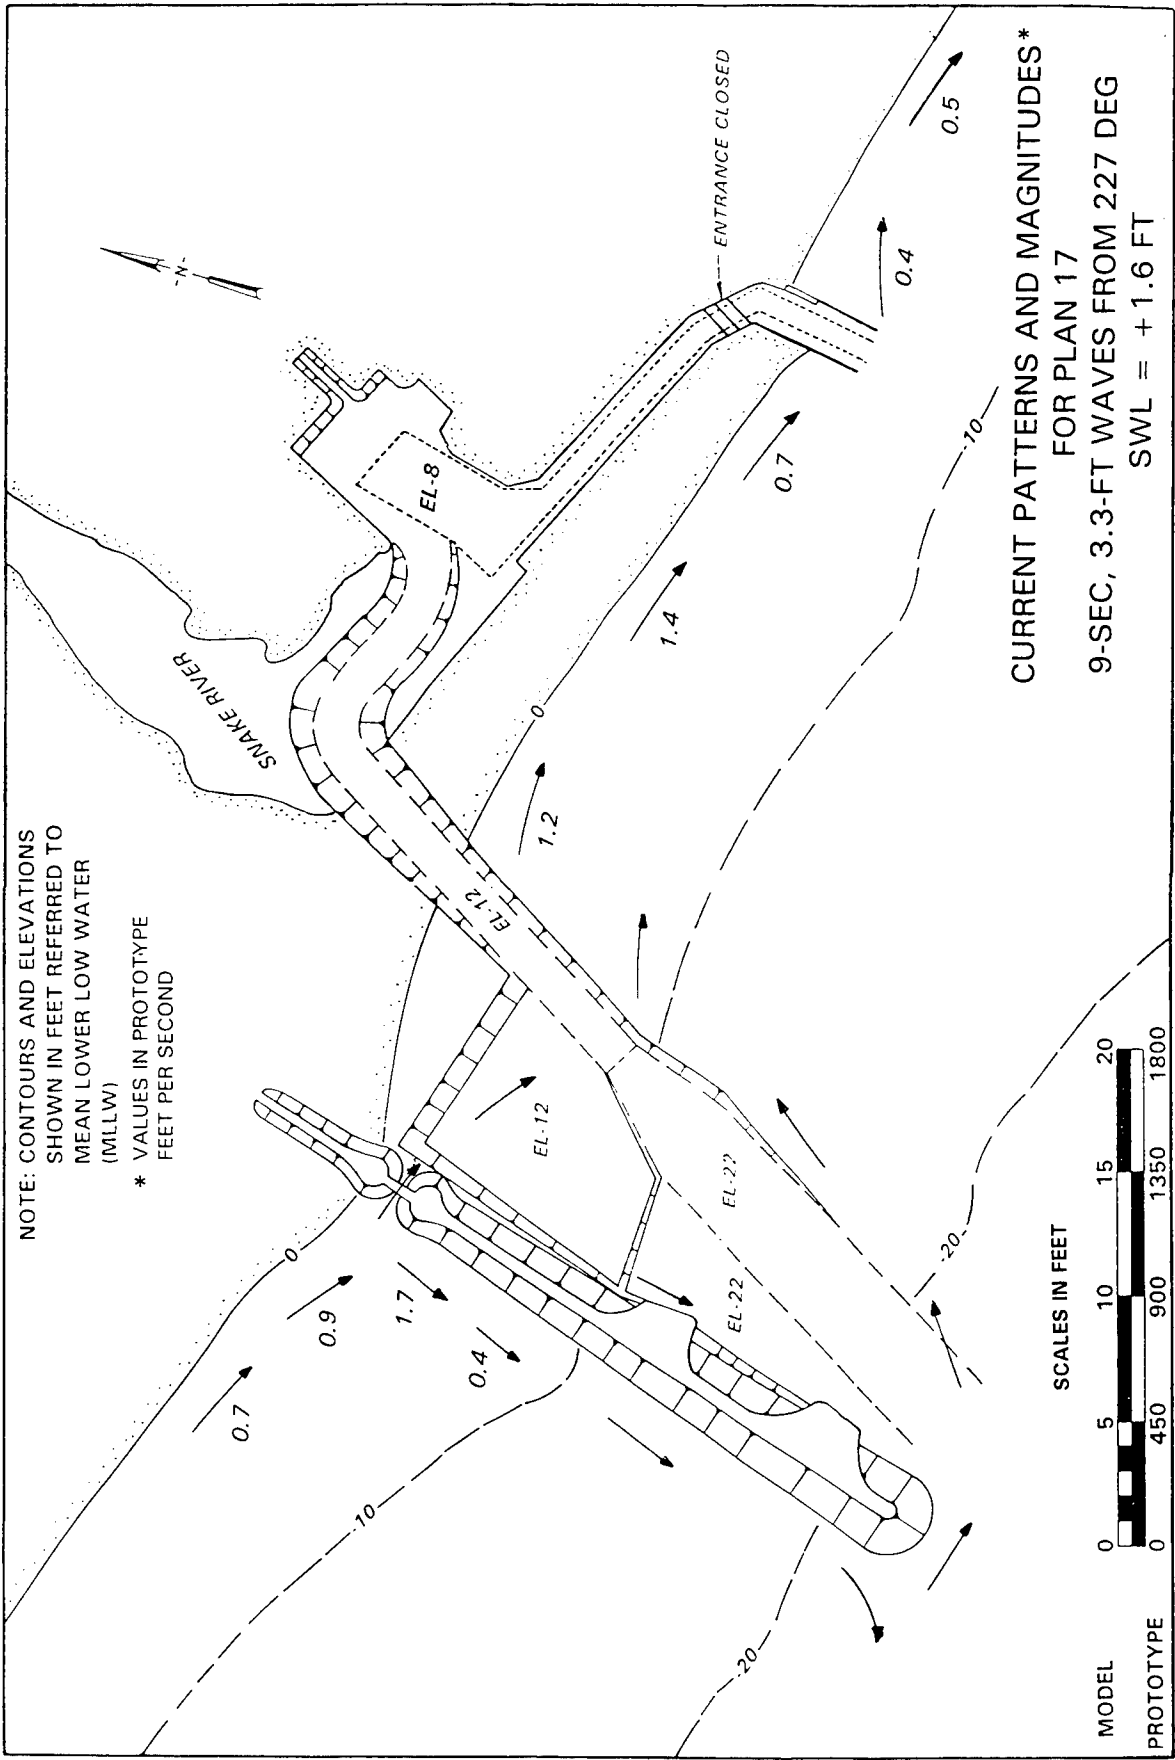 NOTE: CONTOURS AND ELEVATIONS
SHOWN IN FEET REFERRED TO
MEAN LOWER LOW WATER
(MLLW)
* VALUES IN PROTOTYPE
FEET PER SECOND
SNAKE RIVER
-N-
EL-8
ENTRANCE CLOSED
EL-12
EL-12
EL-22
EL-22
0
0
-10
-10
-20
-20
0.7
0.9
1.7
0.4
1.2
1.4
0.7
0.4
0.5
SCALES IN FEET
MODEL 0 5 10 15 20
PROTOTYPE 0 450 900 1350 1800
CURRENT PATTERNS AND MAGNITUDES*
FOR PLAN 17
9-SEC, 3.3-FT WAVES FROM 227 DEG
SWL = +1.6 FT